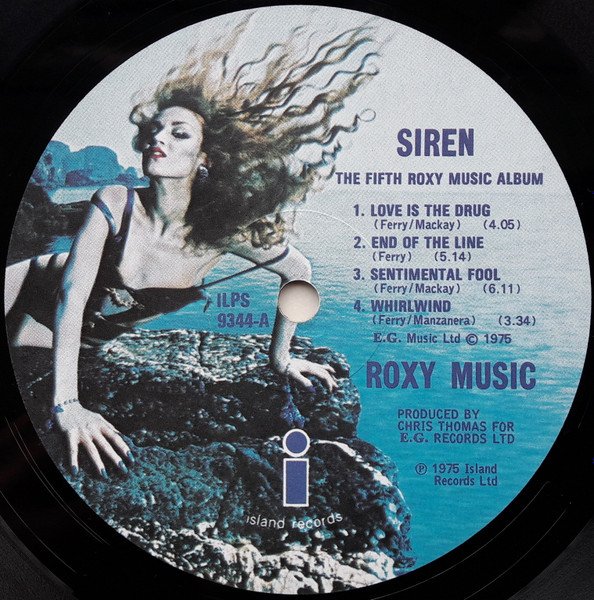 SIREN
THE FIFTH ROXY MUSIC ALBUM
1. LOVE IS THE DRUG
(Ferry/Mackay) (4.05)
2. END OF THE LINE
(Ferry) (5.14)
3. SENTIMENTAL FOOL
(Ferry/Mackay) (6.11)
4. WHIRLWIND
(Ferry/Manzanera) (3.34)
E.G. Music Ltd © 1975
ILPS
9344-A
ROXY MUSIC
PRODUCED BY
CHRIS THOMAS FOR
E.G. RECORDS LTD
℗ 1975 Island
Records Ltd
i
island records